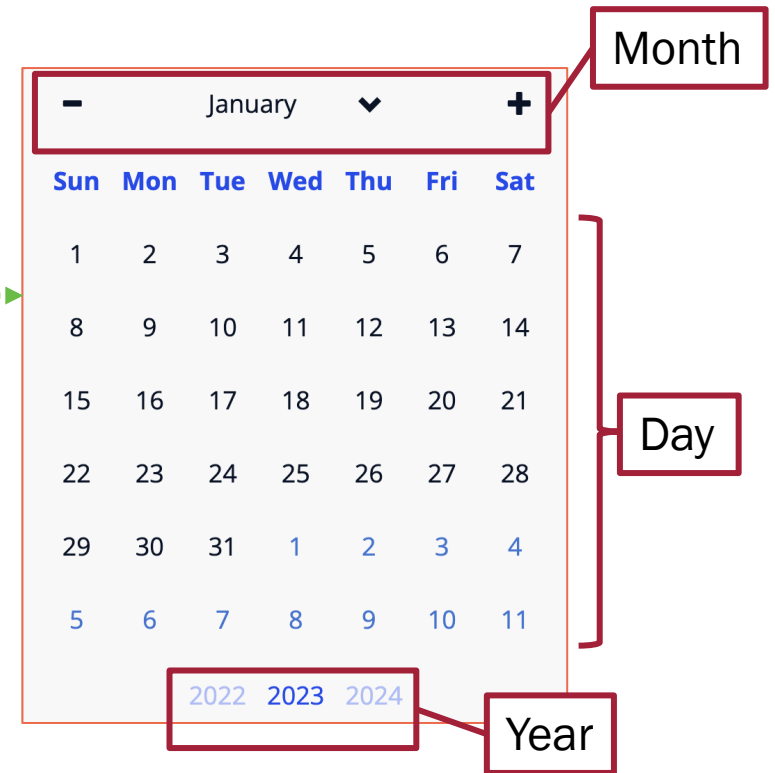 Month
− January +
Sun Mon Tue Wed Thu Fri Sat
1 2 3 4 5 6 7
8 9 10 11 12 13 14
15 16 17 18 19 20 21
22 23 24 25 26 27 28
Day
29 30 31 1 2 3 4
5 6 7 8 9 10 11
2022 2023 2024
Year